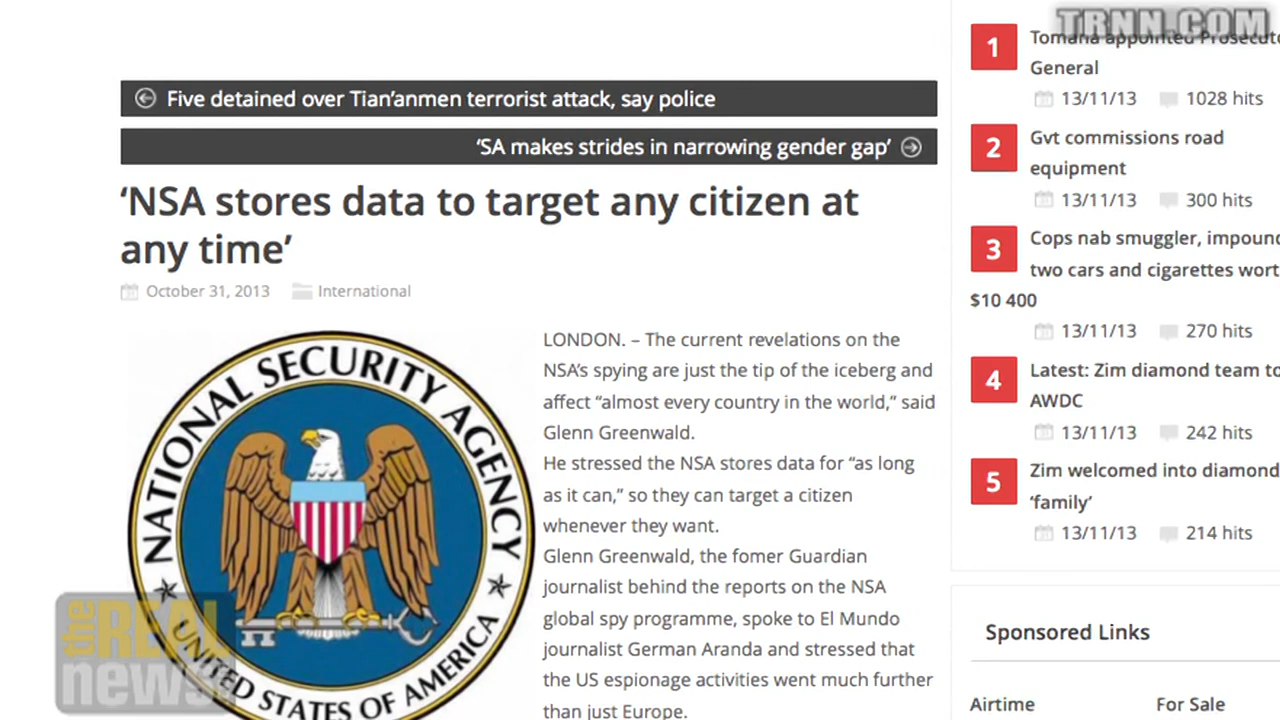 TRNN.COM
Five detained over Tian’anmen terrorist attack, say police
‘SA makes strides in narrowing gender gap’
‘NSA stores data to target any citizen at
any time’
October 31, 2013 International
NATIONAL SECURITY AGENCY
UNITED STATES OF AMERICA
LONDON. – The current revelations on the
NSA’s spying are just the tip of the iceberg and
affect “almost every country in the world,” said
Glenn Greenwald.
He stressed the NSA stores data for “as long
as it can,” so they can target a citizen
whenever they want.
Glenn Greenwald, the fomer Guardian
journalist behind the reports on the NSA
global spy programme, spoke to El Mundo
journalist German Aranda and stressed that
the US espionage activities went much further
than just Europe.
the
REAL
news.
1
Tomana appointed Prosecuto
General
13/11/13 1028 hits
2
Gvt commissions road
equipment
13/11/13 300 hits
3
Cops nab smuggler, impound
two cars and cigarettes wort
$10 400
13/11/13 270 hits
4
Latest: Zim diamond team to
AWDC
13/11/13 242 hits
5
Zim welcomed into diamond
‘family’
13/11/13 214 hits
Sponsored Links
Airtime For Sale